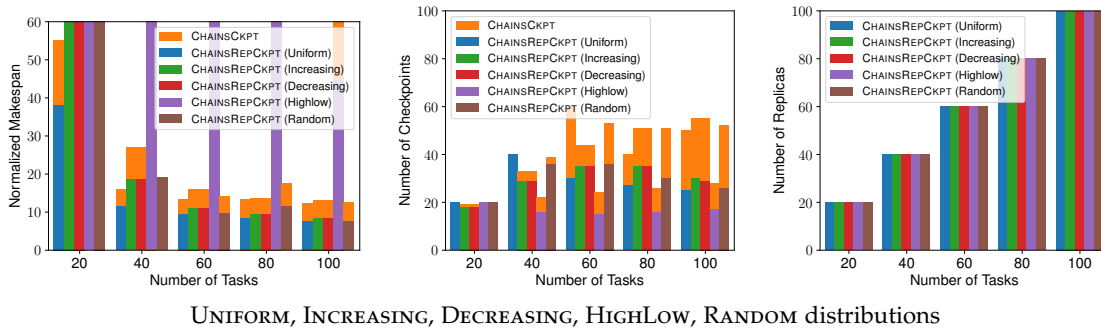 60
50
40
30
20
10
0
Normalized Makespan
CHAINSCKPT
CHAINSREPCKPT (Uniform)
CHAINSREPCKPT (Increasing)
CHAINSREPCKPT (Decreasing)
CHAINSREPCKPT (Highlow)
CHAINSREPCKPT (Random)
20 40 60 80 100
Number of Tasks
100
80
60
40
20
0
Number of Checkpoints
CHAINSCKPT
CHAINSREPCKPT (Uniform)
CHAINSREPCKPT (Increasing)
CHAINSREPCKPT (Decreasing)
CHAINSREPCKPT (Highlow)
CHAINSREPCKPT (Random)
20 40 60 80 100
Number of Tasks
100
80
60
40
20
0
Number of Replicas
CHAINSREPCKPT (Uniform)
CHAINSREPCKPT (Increasing)
CHAINSREPCKPT (Decreasing)
CHAINSREPCKPT (Highlow)
CHAINSREPCKPT (Random)
20 40 60 80 100
Number of Tasks
UNIFORM, INCREASING, DECREASING, HIGHLOW, RANDOM distributions